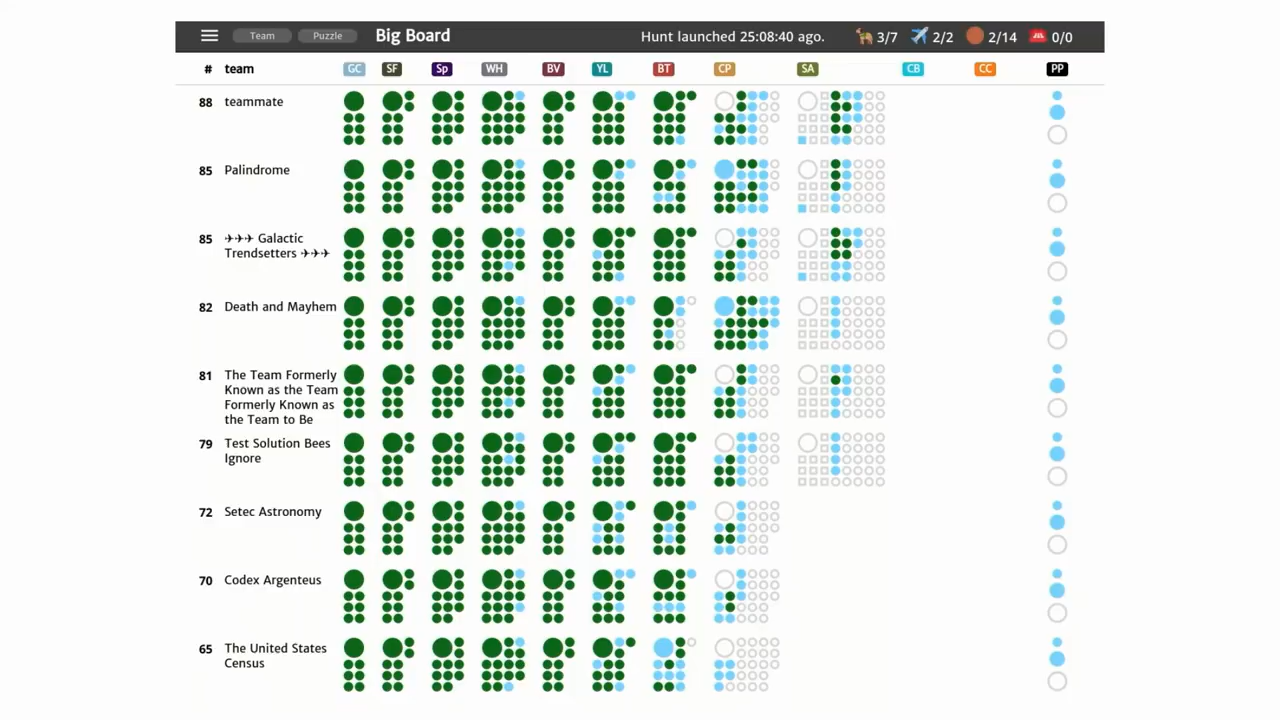 Team Puzzle Big Board Hunt launched 25:08:40 ago. 3/7 2/2 2/14 0/0
# team GC SF Sp WH BV YL BT CP SA CB CC PP
88 teammate
85 Palindrome
85 ✈✈✈ Galactic
Trendsetters ✈✈✈
82 Death and Mayhem
81 The Team Formerly
Known as the Team
Formerly Known as
the Team to Be
79 Test Solution Bees
Ignore
72 Setec Astronomy
70 Codex Argenteus
65 The United States
Census